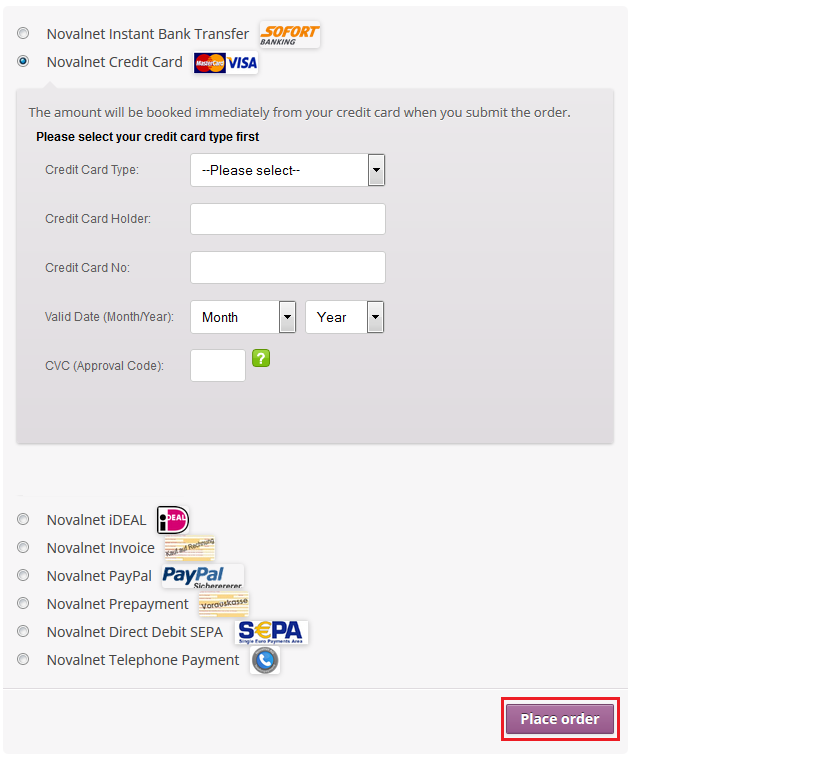 Novalnet Instant Bank Transfer SOFORT BANKING
Novalnet Credit Card MasterCard VISA
The amount will be booked immediately from your credit card when you submit the order.
Please select your credit card type first
Credit Card Type: --Please select--
Credit Card Holder:
Credit Card No:
Valid Date (Month/Year): Month Year
CVC (Approval Code): ?
Novalnet iDEAL iDEAL
Novalnet Invoice Kauf auf Rechnung
Novalnet PayPal PayPal
Sichererer.
Novalnet Prepayment Vorauskasse
Novalnet Direct Debit SEPA S€PA
Single Euro Payments Area
Novalnet Telephone Payment
Place order